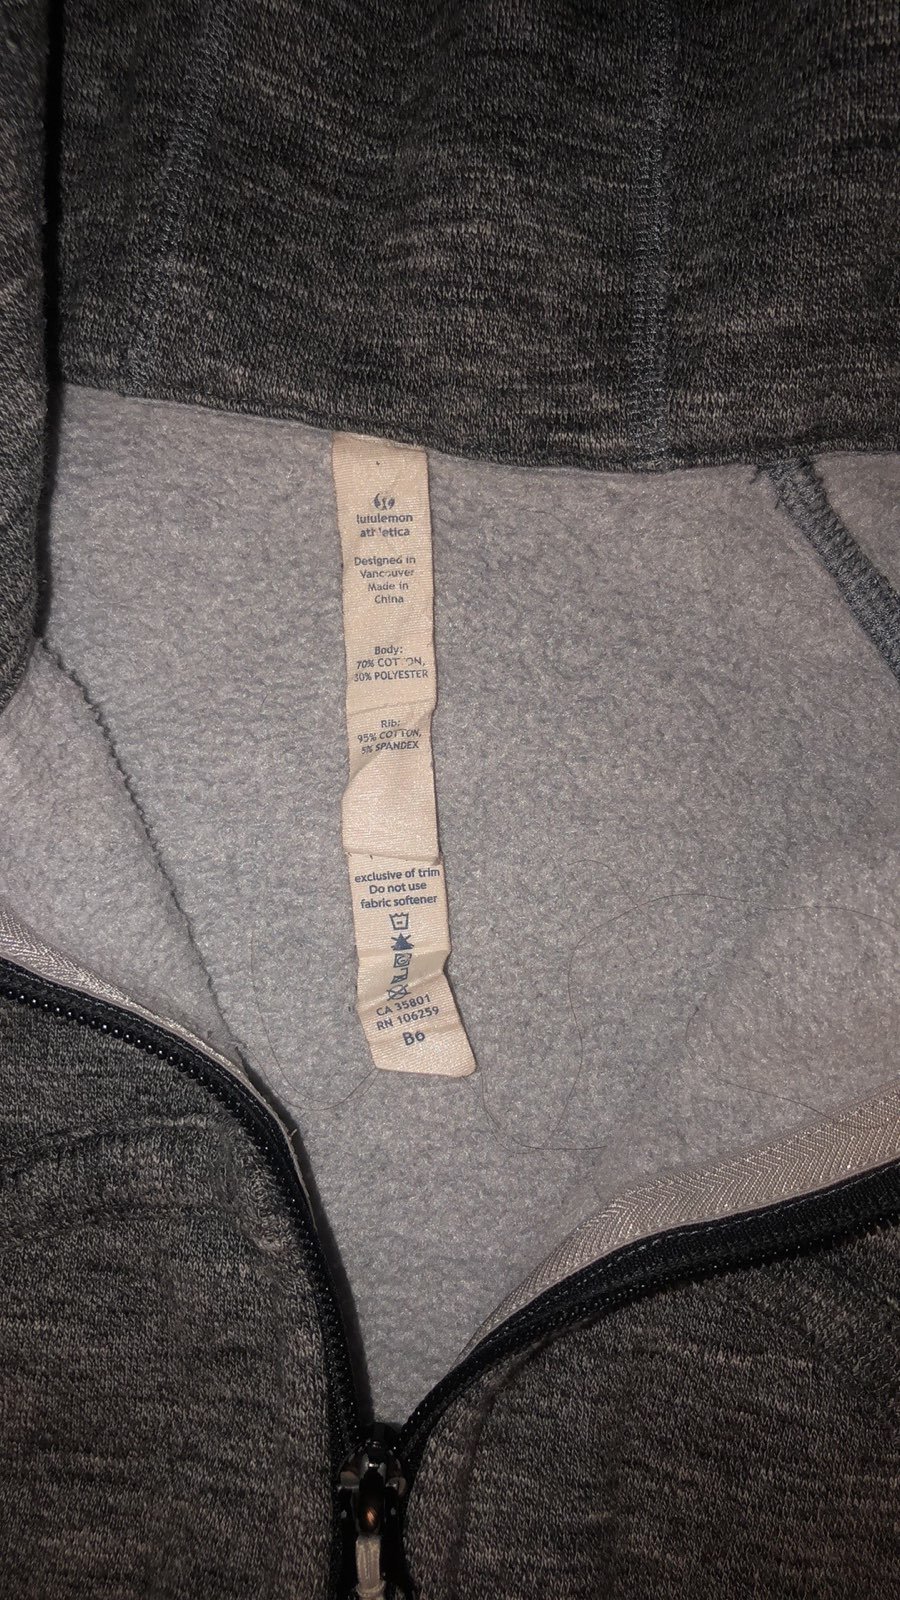 lululemon
athletica
Designed in
Vancouver
Made in
China
Body:
70% COTTON,
30% POLYESTER
Rib:
95% COTTON,
5% SPANDEX
exclusive of trim
Do not use
fabric softener
CA 35801
RN 106259
B6